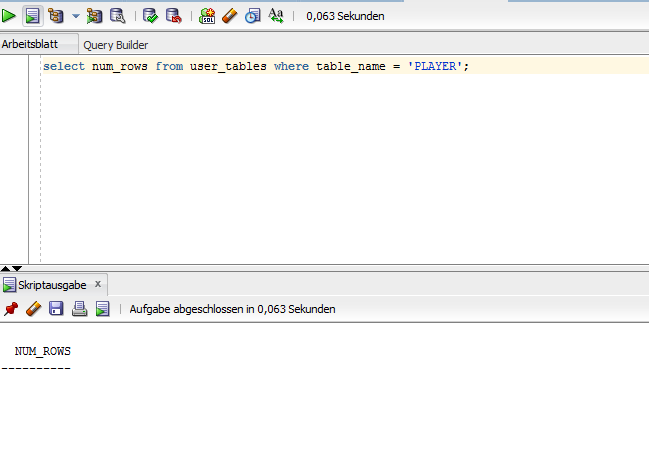 0,063 Sekunden
Arbeitsblatt Query Builder
select num_rows from user_tables where table_name = 'PLAYER';
Skriptausgabe x
Aufgabe abgeschlossen in 0,063 Sekunden
NUM_ROWS
----------